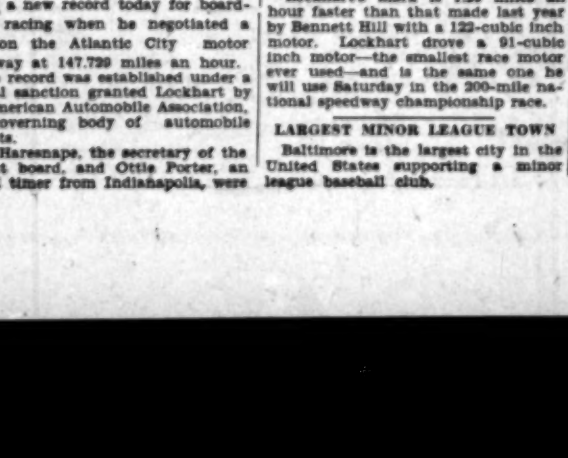 a new record today for board-
racing when he negotiated a
on the Atlantic City motor
way at 147.729 miles an hour.
record was established under a
sanction granted Lockhart by
merican Automobile Association,
overning body of automobile
ts.
Haresnape, the secretary of the
t board, and Ottie Porter, an
timer from Indianapolis, were
hour faster than that made last year
by Bennett Hill with a 122-cubic inch
motor. Lockhart drove a 91-cubic
inch motor—the smallest race motor
ever used—and is the same one he
will use Saturday in the 200-mile na-
tional speedway championship race.
LARGEST MINOR LEAGUE TOWN
Baltimore is the largest city in the
United States supporting a minor
league baseball club.